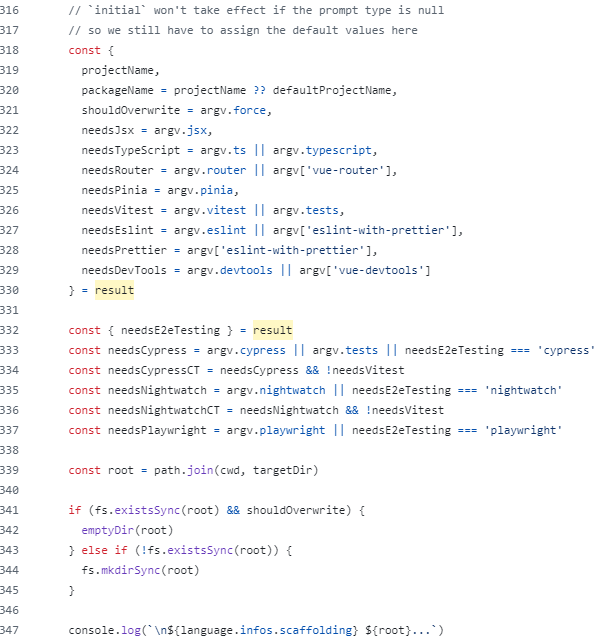 316 // `initial` won't take effect if the prompt type is null
317 // so we still have to assign the default values here
318 const {
319 projectName,
320 packageName = projectName ?? defaultProjectName,
321 shouldOverwrite = argv.force,
322 needsJsx = argv.jsx,
323 needsTypeScript = argv.ts || argv.typescript,
324 needsRouter = argv.router || argv['vue-router'],
325 needsPinia = argv.pinia,
326 needsVitest = argv.vitest || argv.tests,
327 needsEslint = argv.eslint || argv['eslint-with-prettier'],
328 needsPrettier = argv['eslint-with-prettier'],
329 needsDevTools = argv.devtools || argv['vue-devtools']
330 } = result
331
332 const { needsE2eTesting } = result
333 const needsCypress = argv.cypress || argv.tests || needsE2eTesting === 'cypress'
334 const needsCypressCT = needsCypress && !needsVitest
335 const needsNightwatch = argv.nightwatch || needsE2eTesting === 'nightwatch'
336 const needsNightwatchCT = needsNightwatch && !needsVitest
337 const needsPlaywright = argv.playwright || needsE2eTesting === 'playwright'
338
339 const root = path.join(cwd, targetDir)
340
341 if (fs.existsSync(root) && shouldOverwrite) {
342 emptyDir(root)
343 } else if (!fs.existsSync(root)) {
344 fs.mkdirSync(root)
345 }
346
347 console.log(`\n${language.infos.scaffolding} ${root}...`)